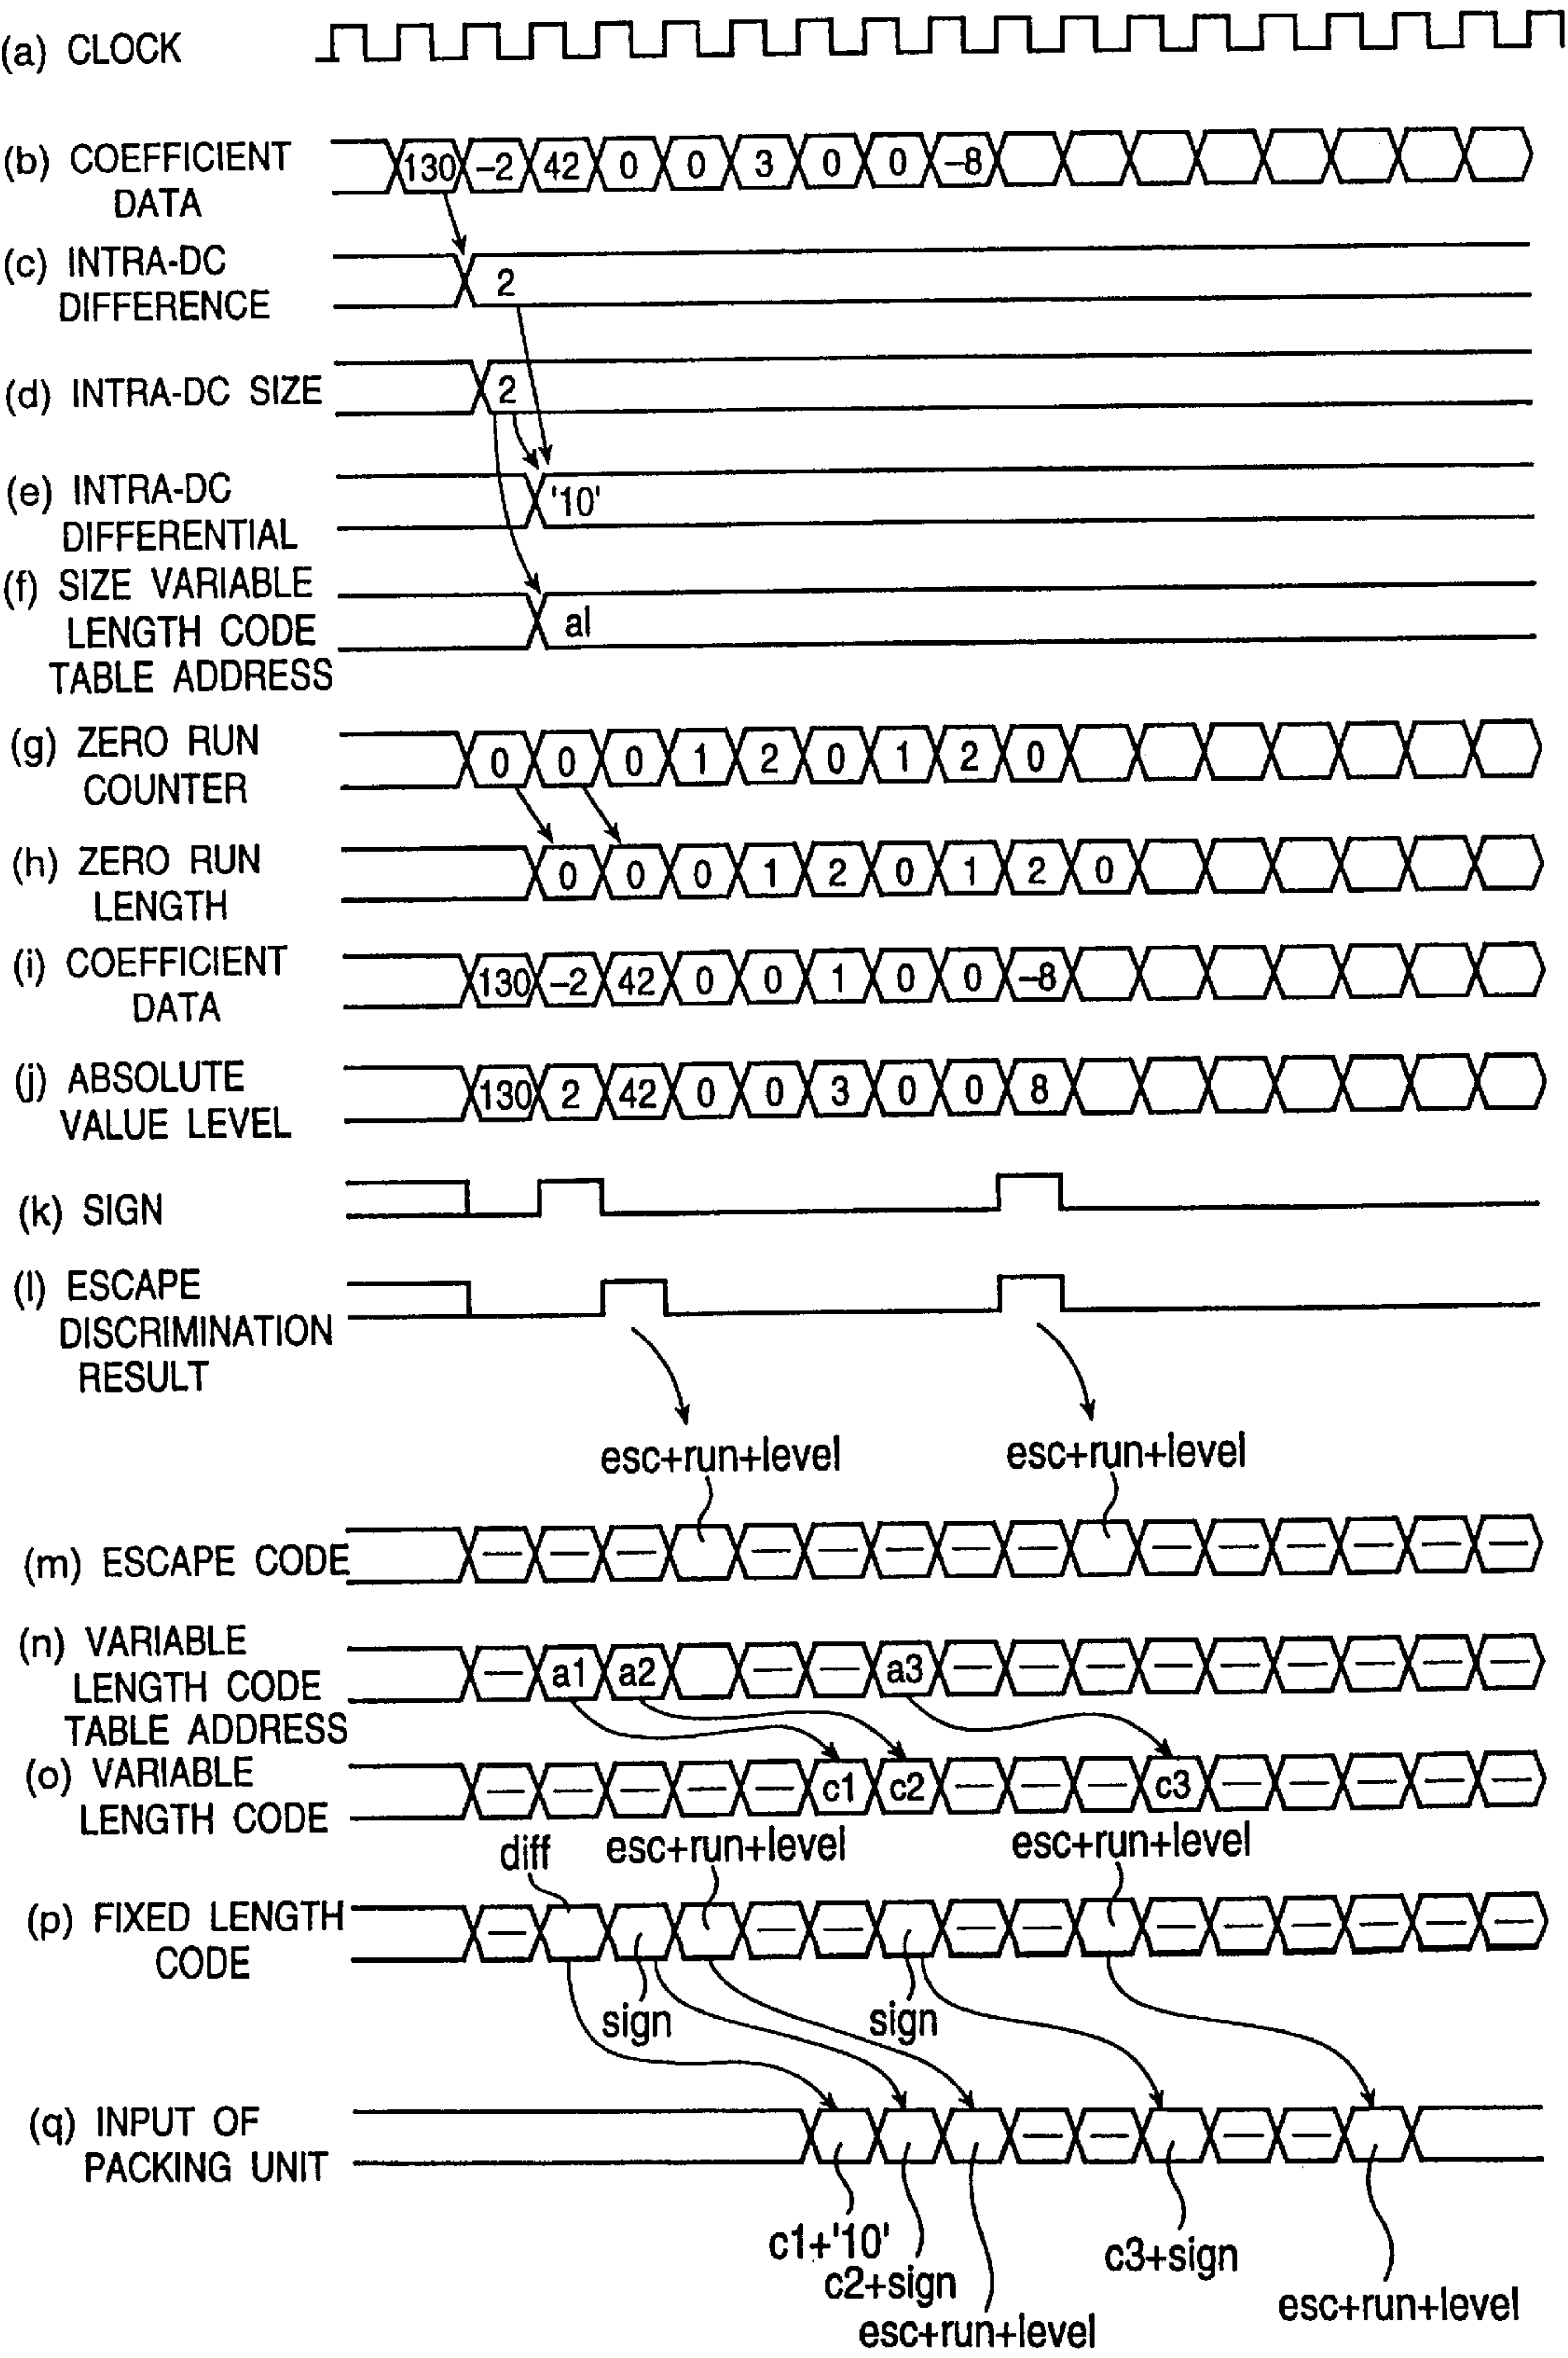 (a) CLOCK
(b) COEFFICIENT
DATA
130 -2 42 0 0 3 0 0 -8
(c) INTRA-DC
DIFFERENCE
2
(d) INTRA-DC SIZE
2
(e) INTRA-DC
DIFFERENTIAL
'10'
(f) SIZE VARIABLE
LENGTH CODE
TABLE ADDRESS
al
(g) ZERO RUN
COUNTER
0 0 0 1 2 0 1 2 0
(h) ZERO RUN
LENGTH
0 0 0 1 2 0 1 2 0
(i) COEFFICIENT
DATA
130 -2 42 0 0 1 0 0 -8
(j) ABSOLUTE
VALUE LEVEL
130 2 42 0 0 3 0 0 8
(k) SIGN
(l) ESCAPE
DISCRIMINATION
RESULT
esc+run+level esc+run+level
(m) ESCAPE CODE
— — — — — — — — — — — — — —
(n) VARIABLE
LENGTH CODE
TABLE ADDRESS
— a1 a2 — — a3 — — — — — — — — —
(o) VARIABLE
LENGTH CODE
— — — — — c1 c2 — — — c3 — — — — —
diff esc+run+level esc+run+level
(p) FIXED LENGTH
CODE
— — — — — — — — — — —
sign sign
(q) INPUT OF
PACKING UNIT
— — — —
c1+'10'
c2+sign
esc+run+level
c3+sign
esc+run+level